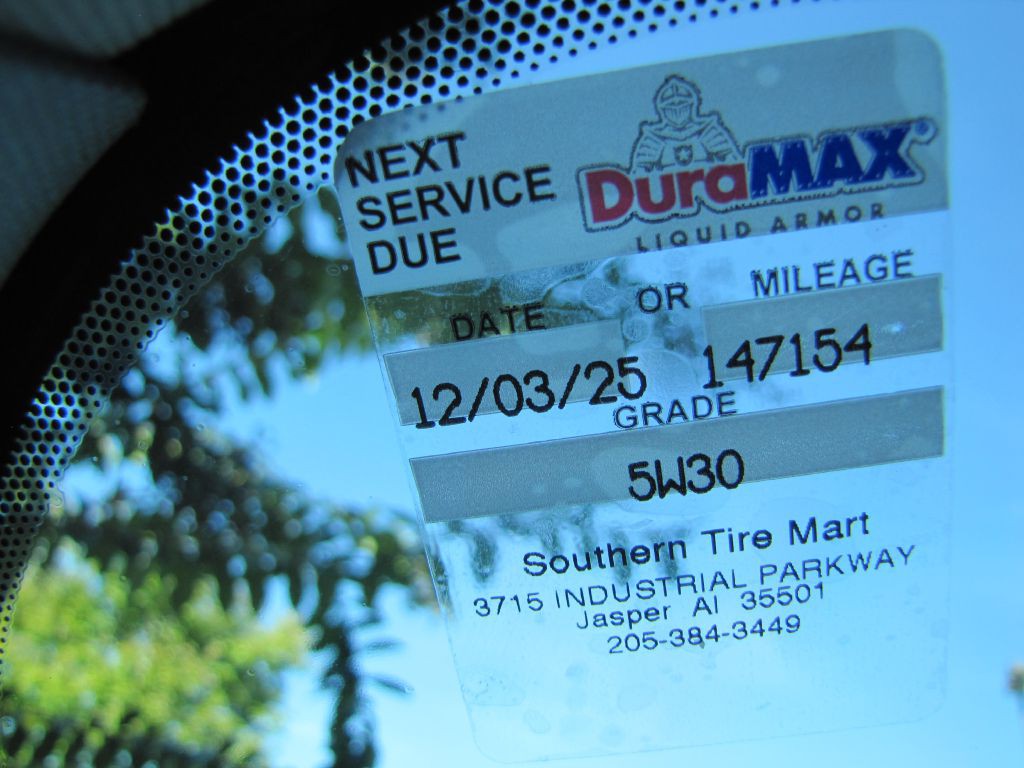 NEXT
SERVICE
DUE
DuraMAX®
LIQUID ARMOR
DATE OR MILEAGE
12/03/25 147154
GRADE
5W30
Southern Tire Mart
3715 INDUSTRIAL PARKWAY
Jasper Al 35501
205-384-3449